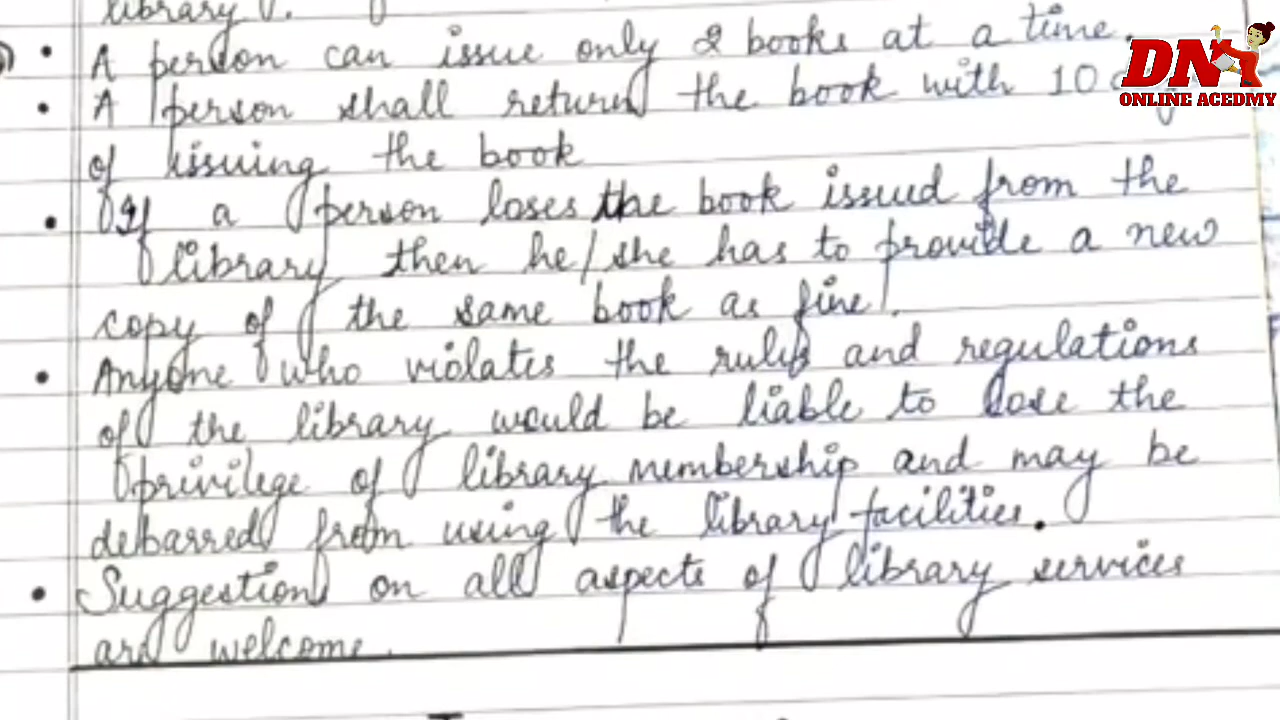 library.
• A person can issue only 2 books at a time.
• A person shall return the book with 10
of issuing the book
• If a person loses the book issued from the
library then he/she has to provide a new
copy of the same book as fine.
• Anyone who violates the rules and regulations
of the library would be liable to lose the
privilege of library membership and may be
debarred from using the library facilities.
• Suggestion on all aspects of library services
are welcome.
DN
ONLINE ACEDMY